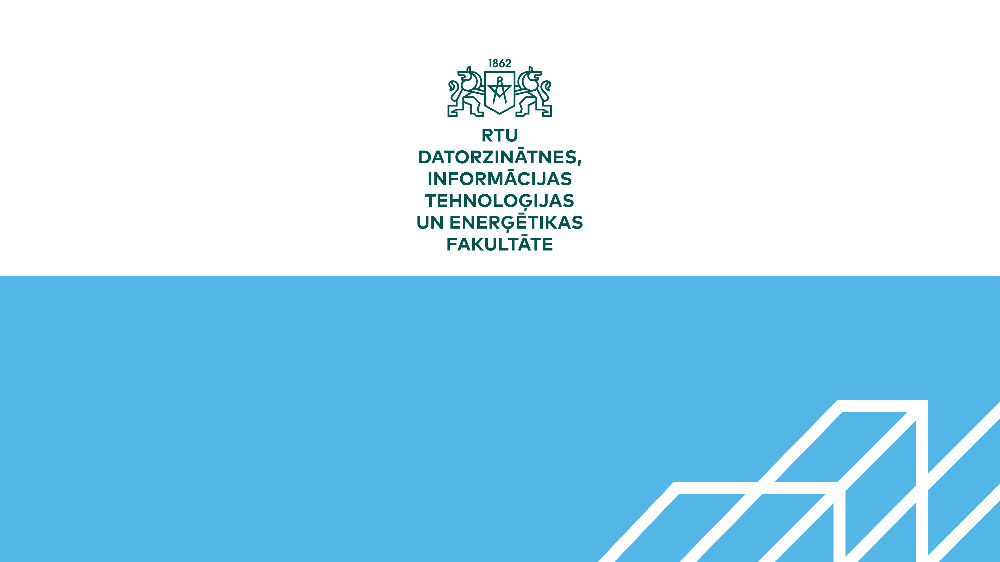 1862
RTU
DATORZINĀTNES,
INFORMĀCIJAS
TEHNOLOĢIJAS
UN ENERĢĒTIKAS
FAKULTĀTE